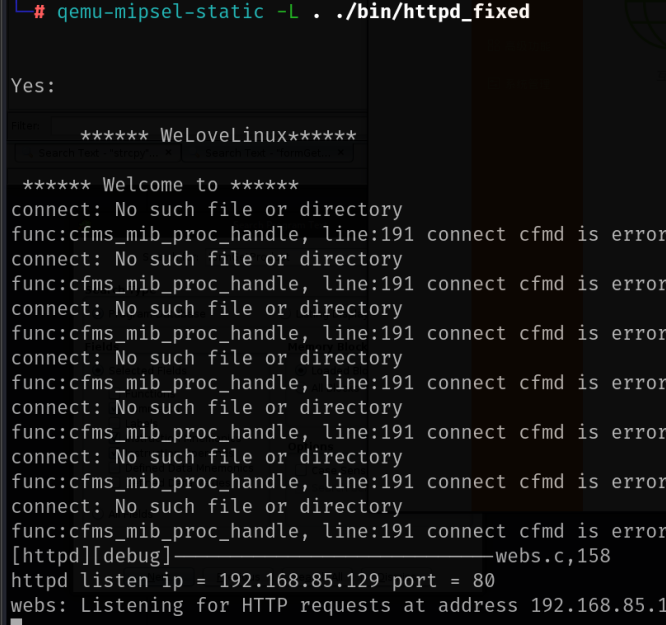 └─# qemu-mipsel-static -L . ./bin/httpd_fixed
Yes:
****** WeLoveLinux******
****** Welcome to ******
connect: No such file or directory
func:cfms_mib_proc_handle, line:191 connect cfmd is error
connect: No such file or directory
func:cfms_mib_proc_handle, line:191 connect cfmd is error
connect: No such file or directory
func:cfms_mib_proc_handle, line:191 connect cfmd is error
connect: No such file or directory
func:cfms_mib_proc_handle, line:191 connect cfmd is error
connect: No such file or directory
func:cfms_mib_proc_handle, line:191 connect cfmd is error
connect: No such file or directory
func:cfms_mib_proc_handle, line:191 connect cfmd is error
connect: No such file or directory
func:cfms_mib_proc_handle, line:191 connect cfmd is error
[httpd][debug]----------------------------webs.c,158
httpd listen ip = 192.168.85.129 port = 80
webs: Listening for HTTP requests at address 192.168.85.1